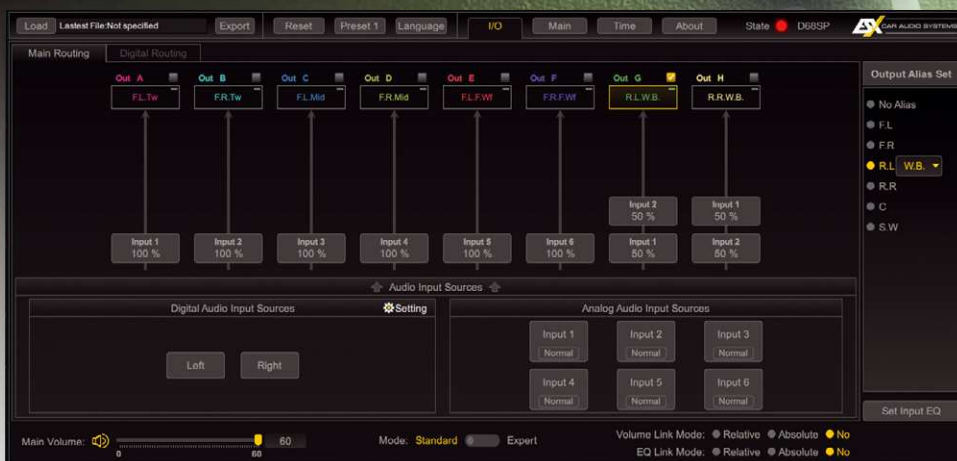 Load Lastest File:Not specified Export Reset Preset 1 Language I/O Main Time About State D68SP ESX CAR AUDIO SYSTEMS
Main Routing Digital Routing
Out A Out B Out C Out D Out E Out F Out G Out H
F.L.Tw F.R.Tw F.L.Mid F.R.Mid F.L.F.Wf F.R.F.Wf R.L.W.B. R.R.W.B.
Input 2 Input 1
50 % 50 %
Input 1 Input 2 Input 3 Input 4 Input 5 Input 6 Input 1 Input 2
100 % 100 % 100 % 100 % 100 % 100 % 50 % 50 %
Output Alias Set
No Alias
F.L
F.R
R.L W.B.
R.R
C
S.W
Audio Input Sources
Digital Audio Input Sources Setting Analog Audio Input Sources
Left Right
Input 1 Input 2 Input 3
Normal Normal Normal
Input 4 Input 5 Input 6
Normal Normal Normal
Set Input EQ
Main Volume: 60 Mode: Standard Expert
0 60
Volume Link Mode: Relative Absolute No
EQ Link Mode: Relative Absolute No